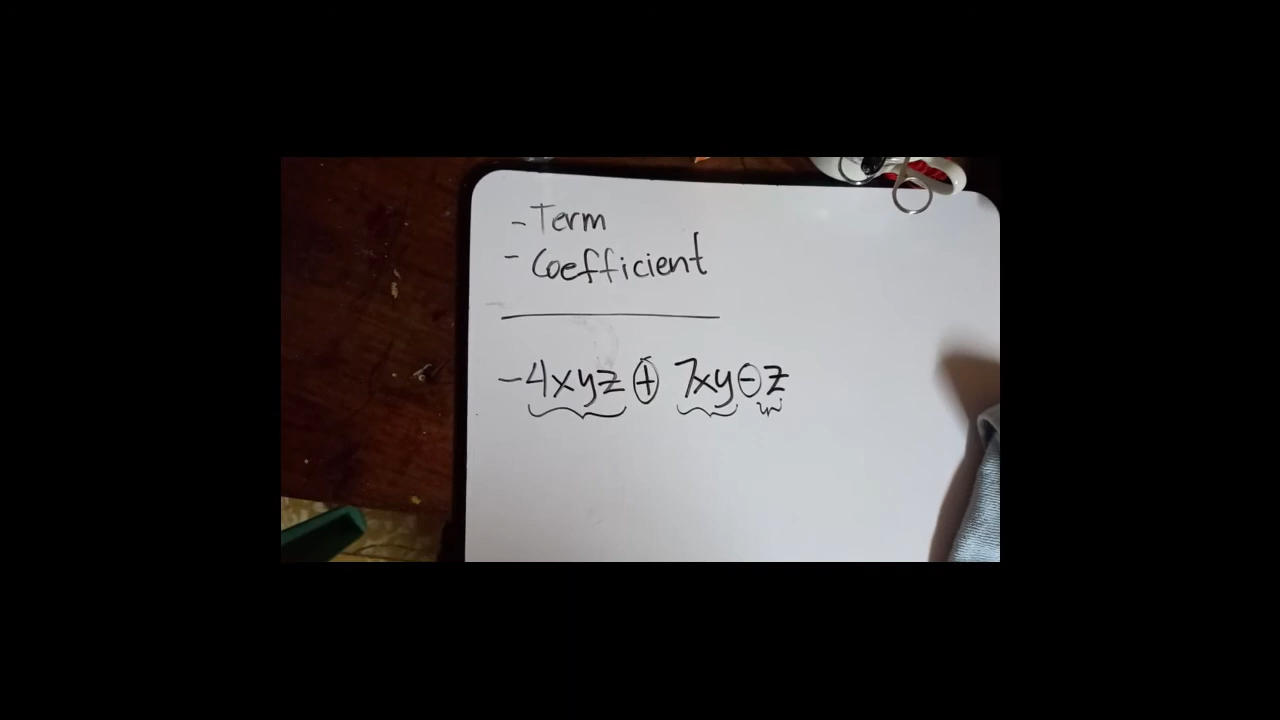 - Term
- Coefficient
-4xyz + 7xy - z